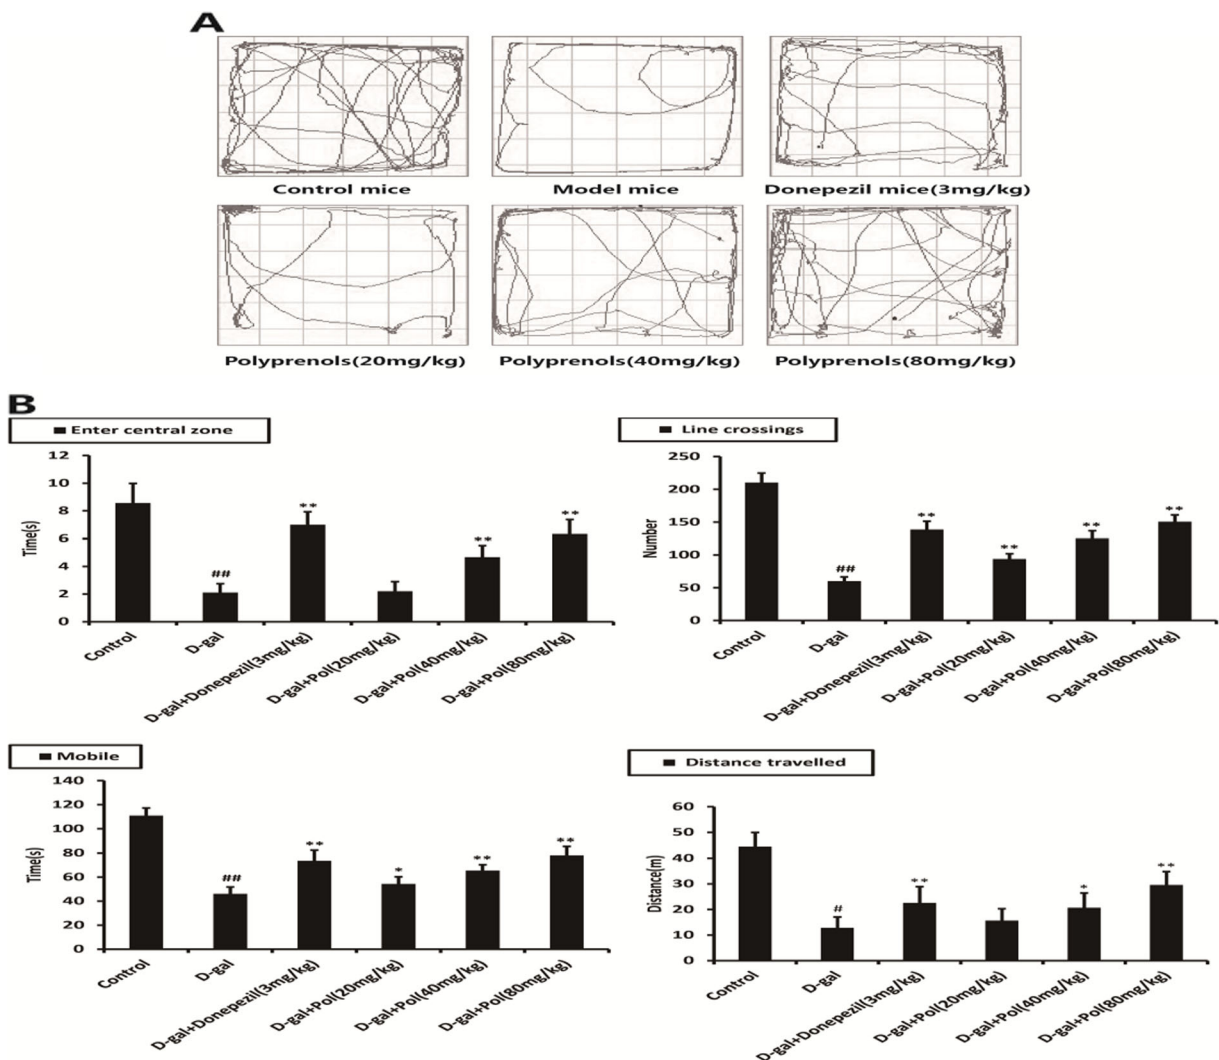 A
Control mice
Model mice
Donepezil mice(3mg/kg)
Polyprenols(20mg/kg)
Polyprenols(40mg/kg)
Polyprenols(80mg/kg)
B
Enter central zone
12
10
8
6
4
2
0
Time(s)
##
**
**
**
Control
D-gal
D-gal+Donepezil(3mg/kg)
D-gal+Pol(20mg/kg)
D-gal+Pol(40mg/kg)
D-gal+Pol(80mg/kg)
Line crossings
250
200
150
100
50
0
Number
##
**
**
**
**
Control
D-gal
D-gal+Donepezil(3mg/kg)
D-gal+Pol(20mg/kg)
D-gal+Pol(40mg/kg)
D-gal+Pol(80mg/kg)
Mobile
140
120
100
80
60
40
20
0
Time(s)
##
**
*
**
**
Control
D-gal
D-gal+Donepezil(3mg/kg)
D-gal+Pol(20mg/kg)
D-gal+Pol(40mg/kg)
D-gal+Pol(80mg/kg)
Distance travelled
60
50
40
30
20
10
0
Distance(m)
#
**
*
**
Control
D-gal
D-gal+Donepezil(3mg/kg)
D-gal+Pol(20mg/kg)
D-gal+Pol(40mg/kg)
D-gal+Pol(80mg/kg)